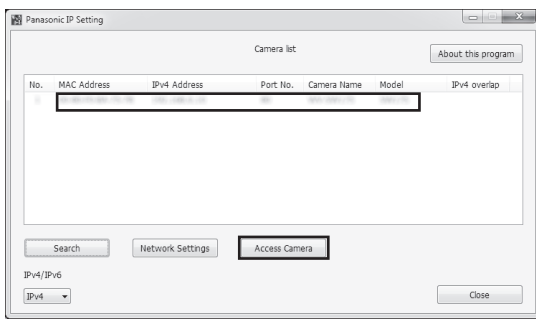 Panasonic IP Setting
Camera list
About this program
No. MAC Address IPv4 Address Port No. Camera Name Model IPv4 overlap
Search Network Settings Access Camera
IPv4/IPv6
IPv4 Close